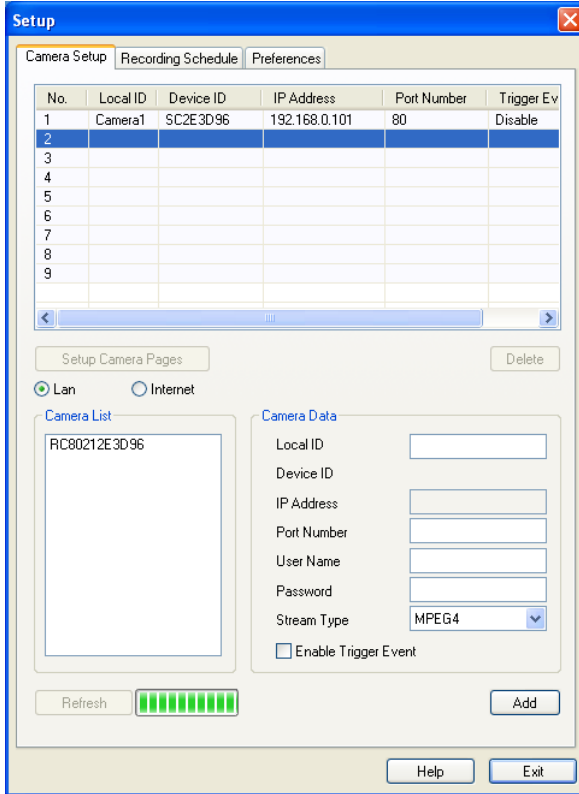 Setup
Camera Setup Recording Schedule Preferences
No. Local ID Device ID IP Address Port Number Trigger Ev
1 Camera1 SC2E3D96 192.168.0.101 80 Disable
2
3
4
5
6
7
8
9
Setup Camera Pages Delete
Lan Internet
Camera List
RC80212E3D96
Camera Data
Local ID
Device ID
IP Address
Port Number
User Name
Password
Stream Type MPEG4
Enable Trigger Event
Refresh Add
Help Exit